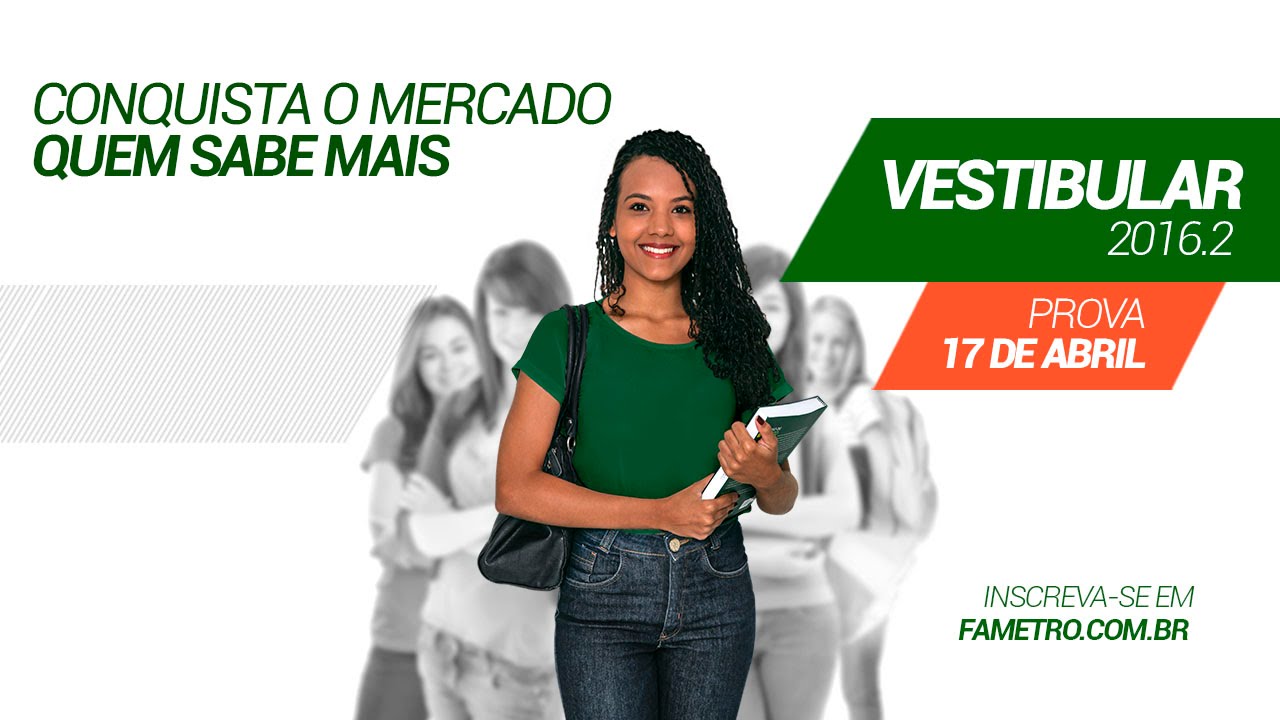 CONQUISTA O MERCADO
QUEM SABE MAIS
VESTIBULAR
2016.2
PROVA
17 DE ABRIL
INSCREVA-SE EM
FAMETRO.COM.BR